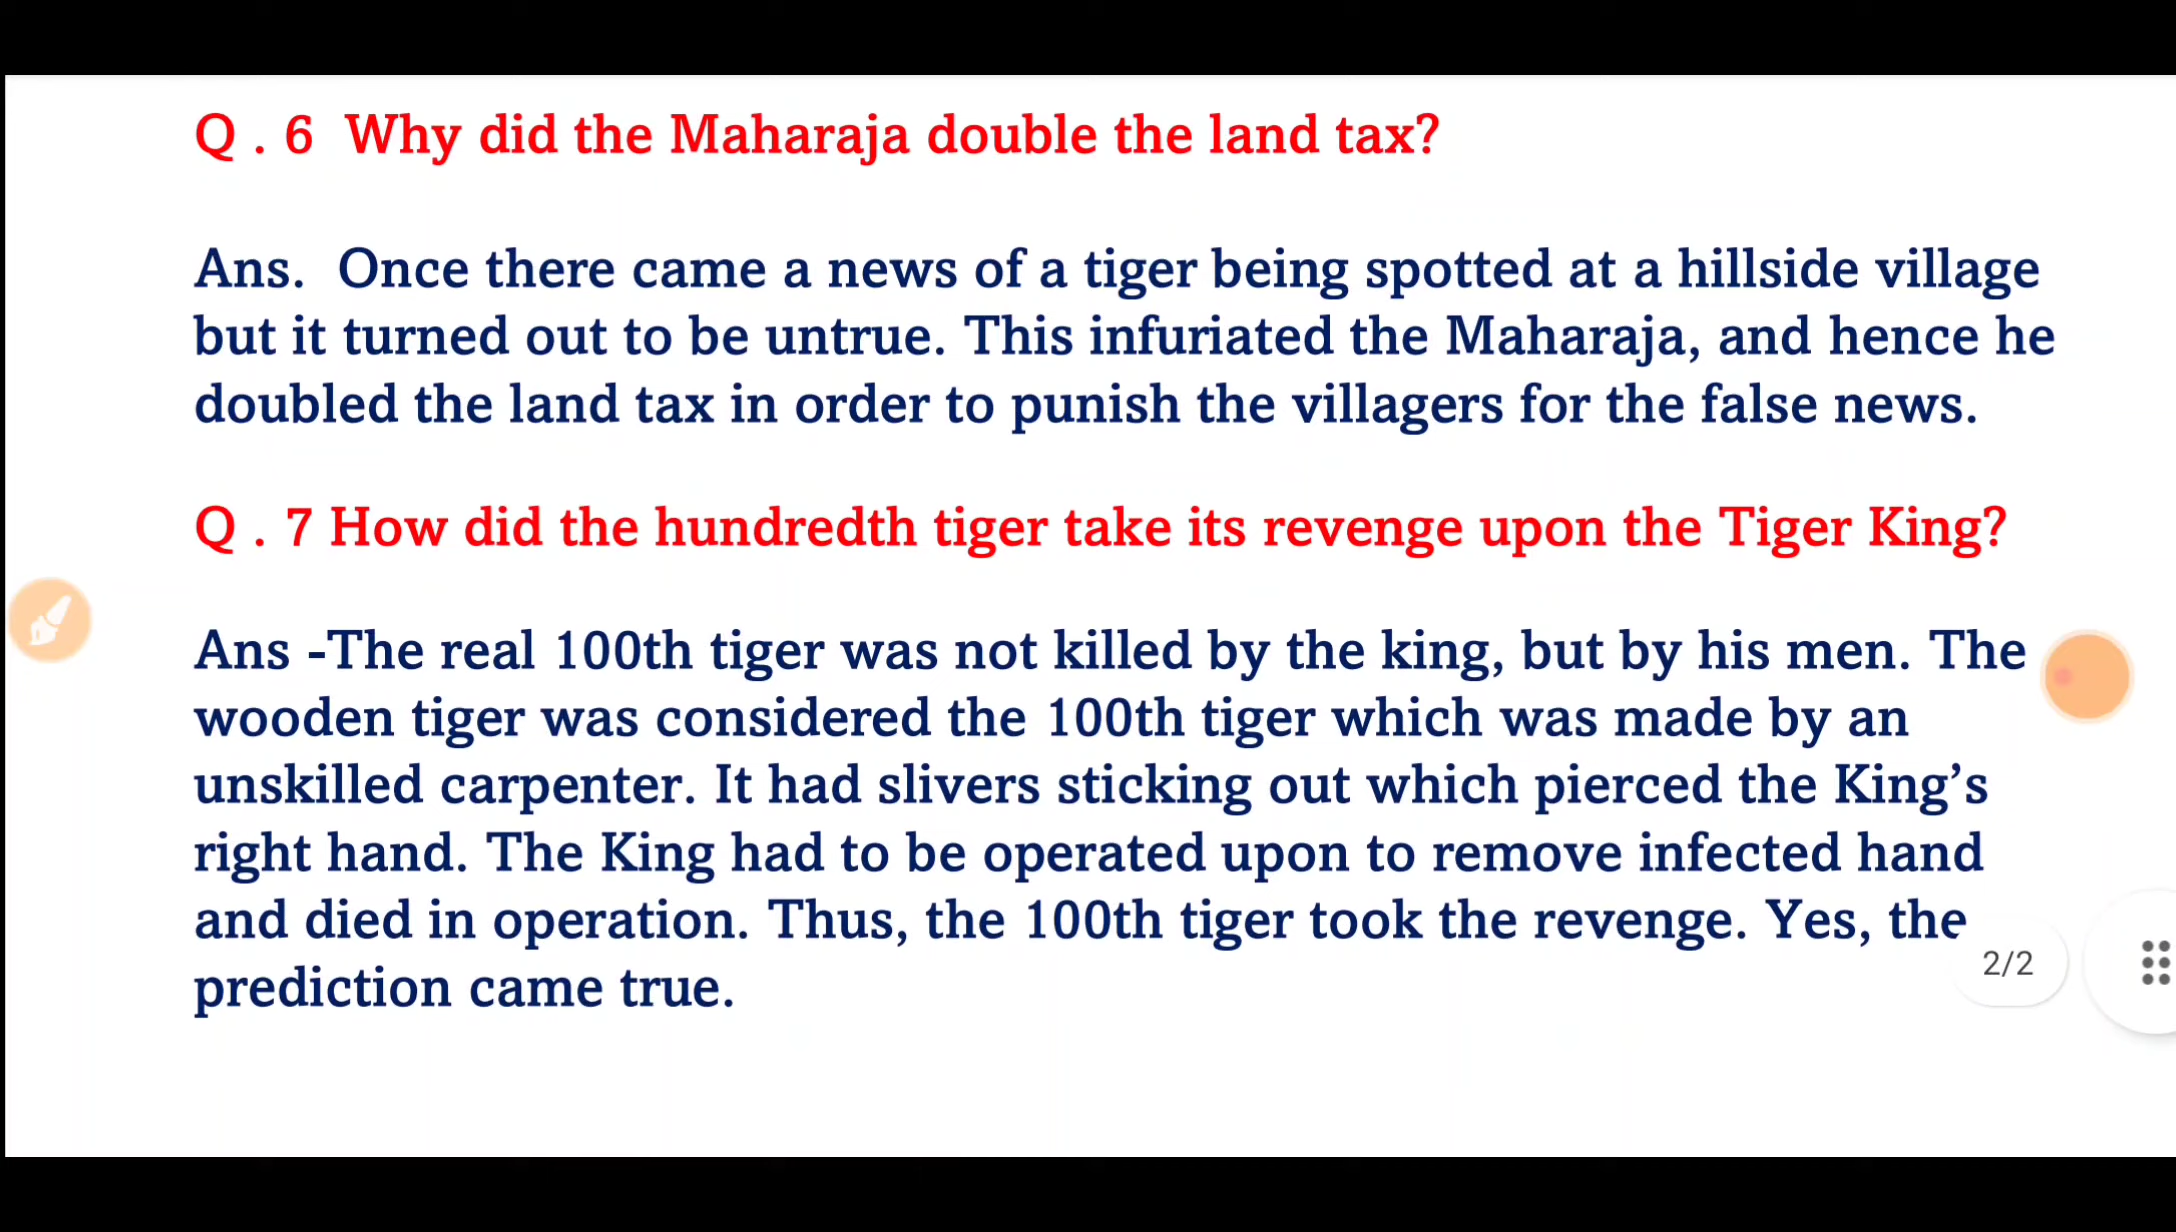 Q . 6 Why did the Maharaja double the land tax?
Ans. Once there came a news of a tiger being spotted at a hillside village
but it turned out to be untrue. This infuriated the Maharaja, and hence he
doubled the land tax in order to punish the villagers for the false news.
Q . 7 How did the hundredth tiger take its revenge upon the Tiger King?
Ans -The real 100th tiger was not killed by the king, but by his men. The
wooden tiger was considered the 100th tiger which was made by an
unskilled carpenter. It had slivers sticking out which pierced the King’s
right hand. The King had to be operated upon to remove infected hand
and died in operation. Thus, the 100th tiger took the revenge. Yes, the
prediction came true.
2/2